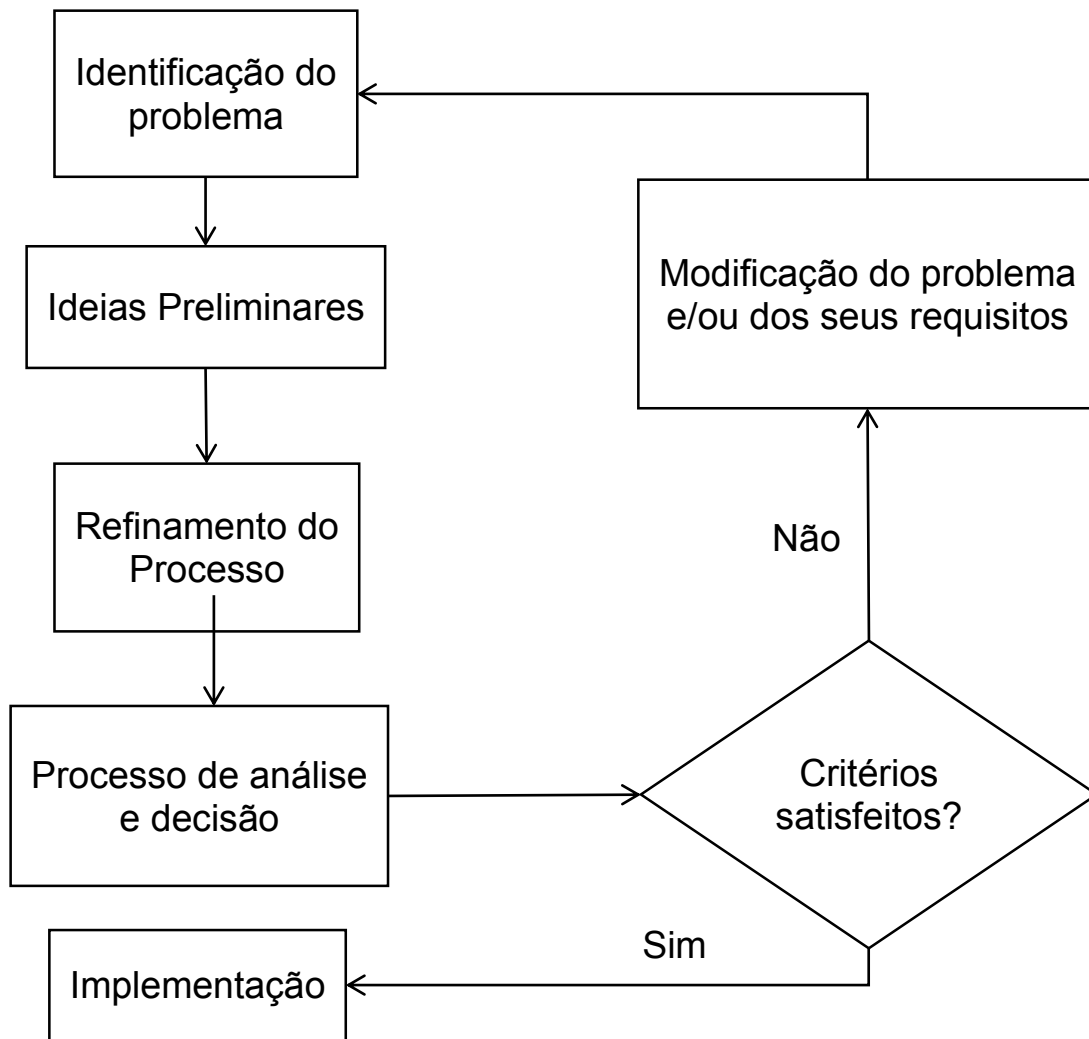 Identificação do
problema
Ideias Preliminares
Refinamento do
Processo
Processo de análise
e decisão
Critérios
satisfeitos?
Não
Modificação do problema
e/ou dos seus requisitos
Sim
Implementação